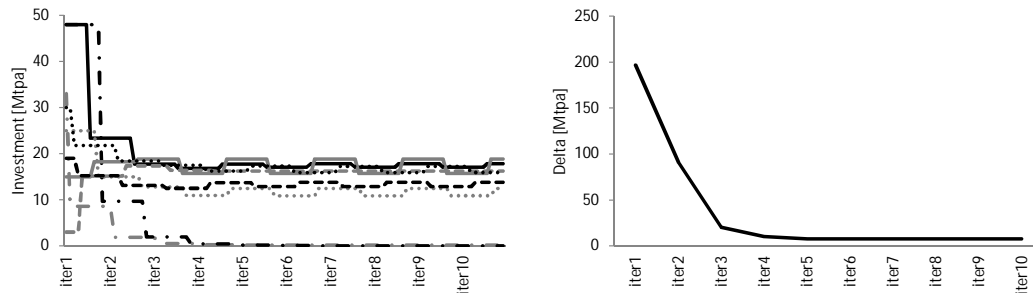 50
40
30
20
10
0
Investment [Mtpa]
iter1
iter2
iter3
iter4
iter5
iter6
iter7
iter8
iter9
iter10
250
200
150
100
50
0
Delta [Mtpa]
iter1
iter2
iter3
iter4
iter5
iter6
iter7
iter8
iter9
iter10